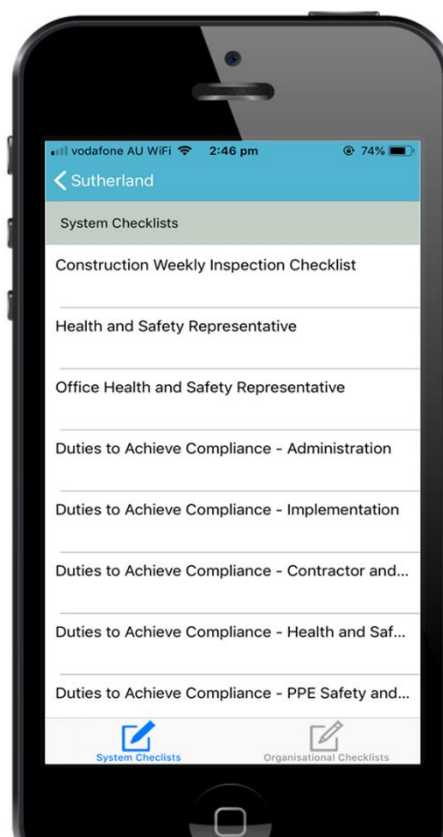 vodafone AU WiFi 2:46 pm 74%
Sutherland
System Checklists
Construction Weekly Inspection Checklist
Health and Safety Representative
Office Health and Safety Representative
Duties to Achieve Compliance - Administration
Duties to Achieve Compliance - Implementation
Duties to Achieve Compliance - Contractor and...
Duties to Achieve Compliance - Health and Saf...
Duties to Achieve Compliance - PPE Safety and...
System Checlists Organisational Checklists